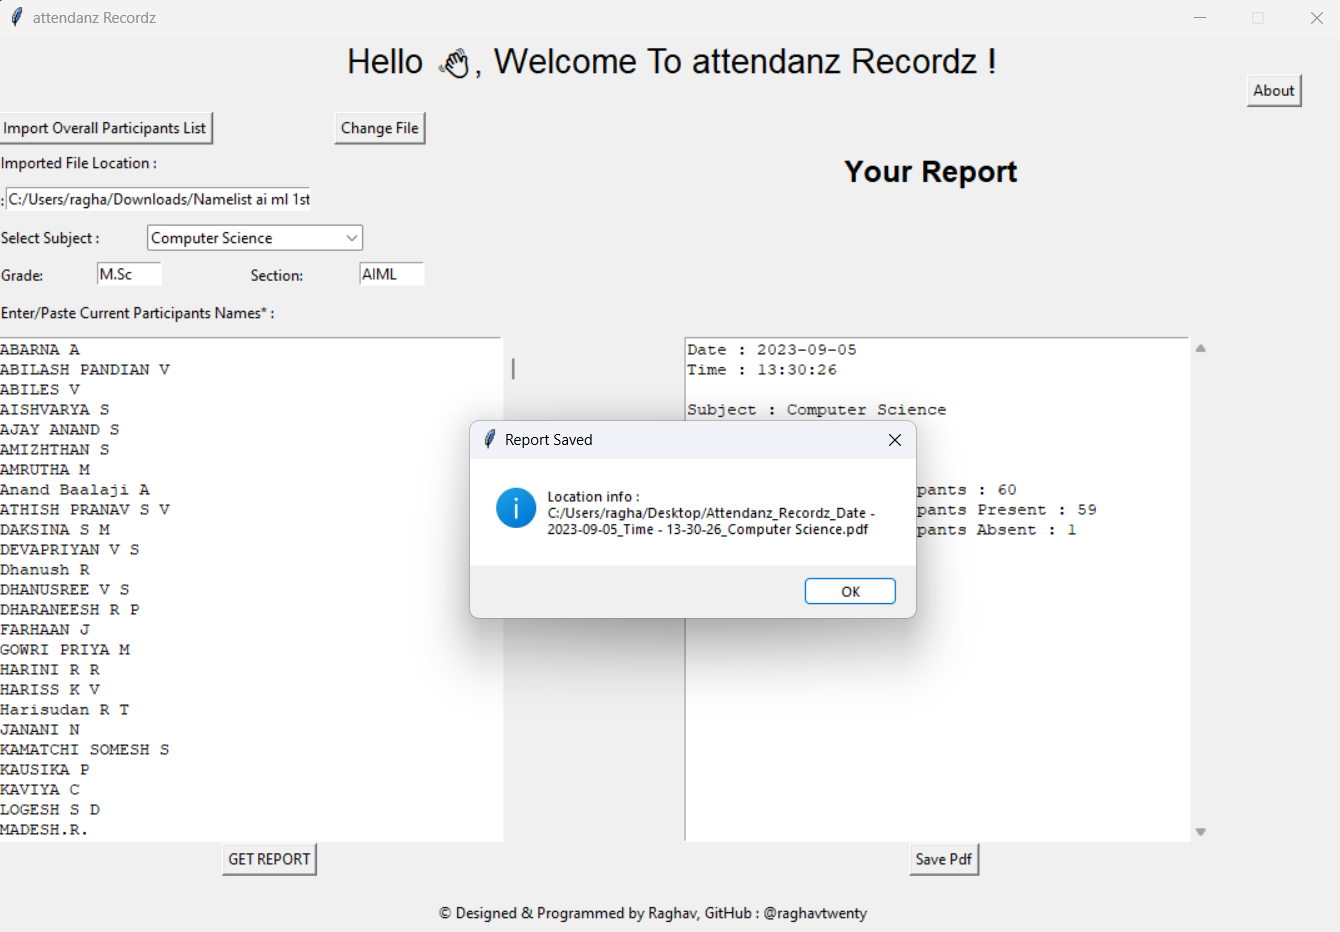 attendanz Recordz
Hello 👋, Welcome To attendanz Recordz !
About
Import Overall Participants List
Change File
Imported File Location :
Your Report
:C:/Users/ragha/Downloads/Namelist ai ml 1st
Select Subject :
Computer Science
Grade:
M.Sc
Section:
AIML
Enter/Paste Current Participants Names* :
ABARNA A
ABILASH PANDIAN V
ABILES V
AISHVARYA S
AJAY ANAND S
AMIZHTHAN S
AMRUTHA M
Anand Baalaji A
ATHISH PRANAV S V
DAKSINA S M
DEVAPRIYAN V S
Dhanush R
DHANUSREE V S
DHARANEESH R P
FARHAAN J
GOWRI PRIYA M
HARINI R R
HARISS K V
Harisudan R T
JANANI N
KAMATCHI SOMESH S
KAUSIKA P
KAVIYA C
LOGESH S D
MADESH.R.
Date : 2023-09-05
Time : 13:30:26
Subject : Computer Science
pants : 60
pants Present : 59
pants Absent : 1
Report Saved
Location info :
C:/Users/ragha/Desktop/Attendanz_Recordz_Date -
2023-09-05_Time - 13-30-26_Computer Science.pdf
OK
GET REPORT
Save Pdf
© Designed & Programmed by Raghav, GitHub : @raghavtwenty